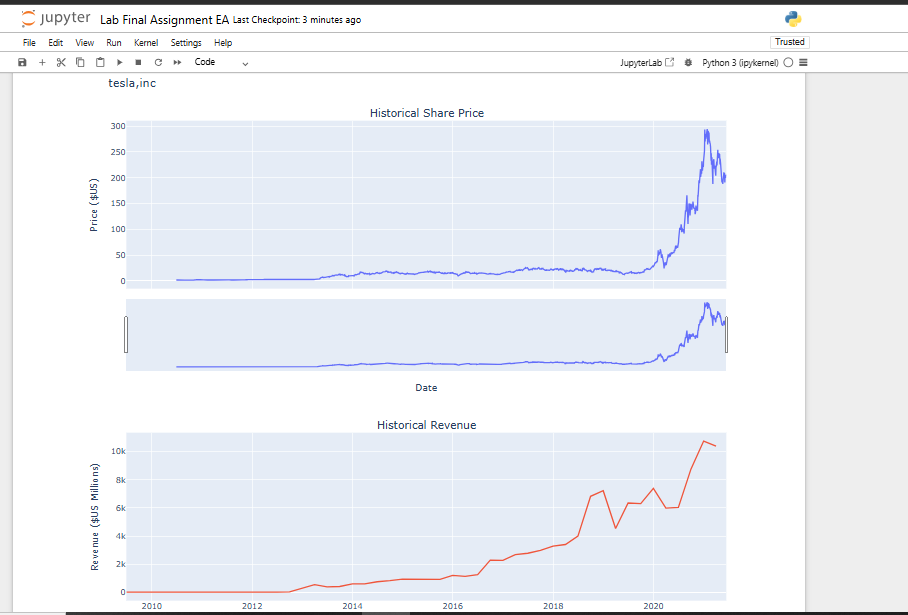 jupyter Lab Final Assignment EA Last Checkpoint: 3 minutes ago
File Edit View Run Kernel Settings Help
Trusted
Code
JupyterLab Python 3 (ipykernel)
tesla,inc
Historical Share Price
300
250
200
150
100
50
0
Price ($US)
Date
Historical Revenue
10k
8k
6k
4k
2k
0
Revenue ($US Millions)
2010 2012 2014 2016 2018 2020